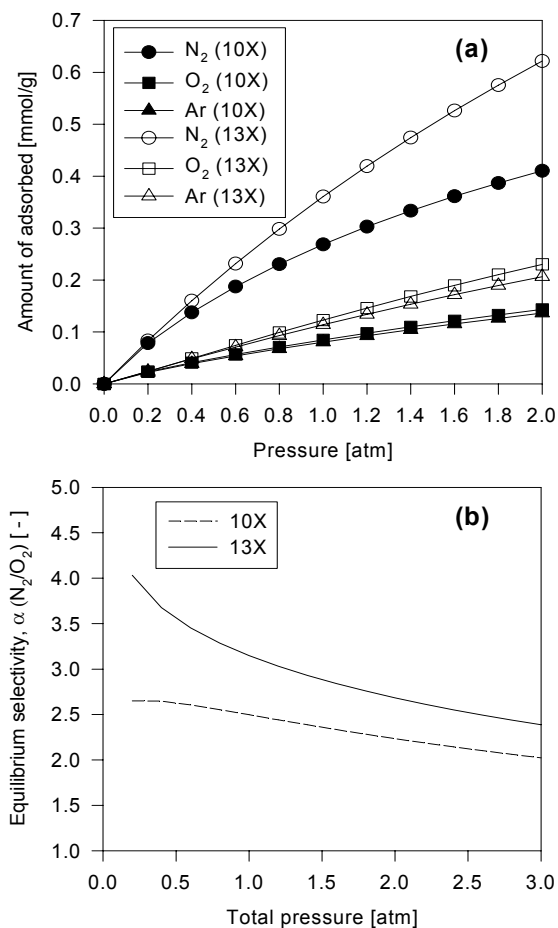 (a)
N₂ (10X)
O₂ (10X)
Ar (10X)
N₂ (13X)
O₂ (13X)
Ar (13X)
Amount of adsorbed [mmol/g]
0.7
0.6
0.5
0.4
0.3
0.2
0.1
0.0
0.0 0.2 0.4 0.6 0.8 1.0 1.2 1.4 1.6 1.8 2.0
Pressure [atm]
(b)
10X
13X
Equilibrium selectivity, α (N₂/O₂) [ - ]
5.0
4.5
4.0
3.5
3.0
2.5
2.0
1.5
1.0
0.0 0.5 1.0 1.5 2.0 2.5 3.0
Total pressure [atm]